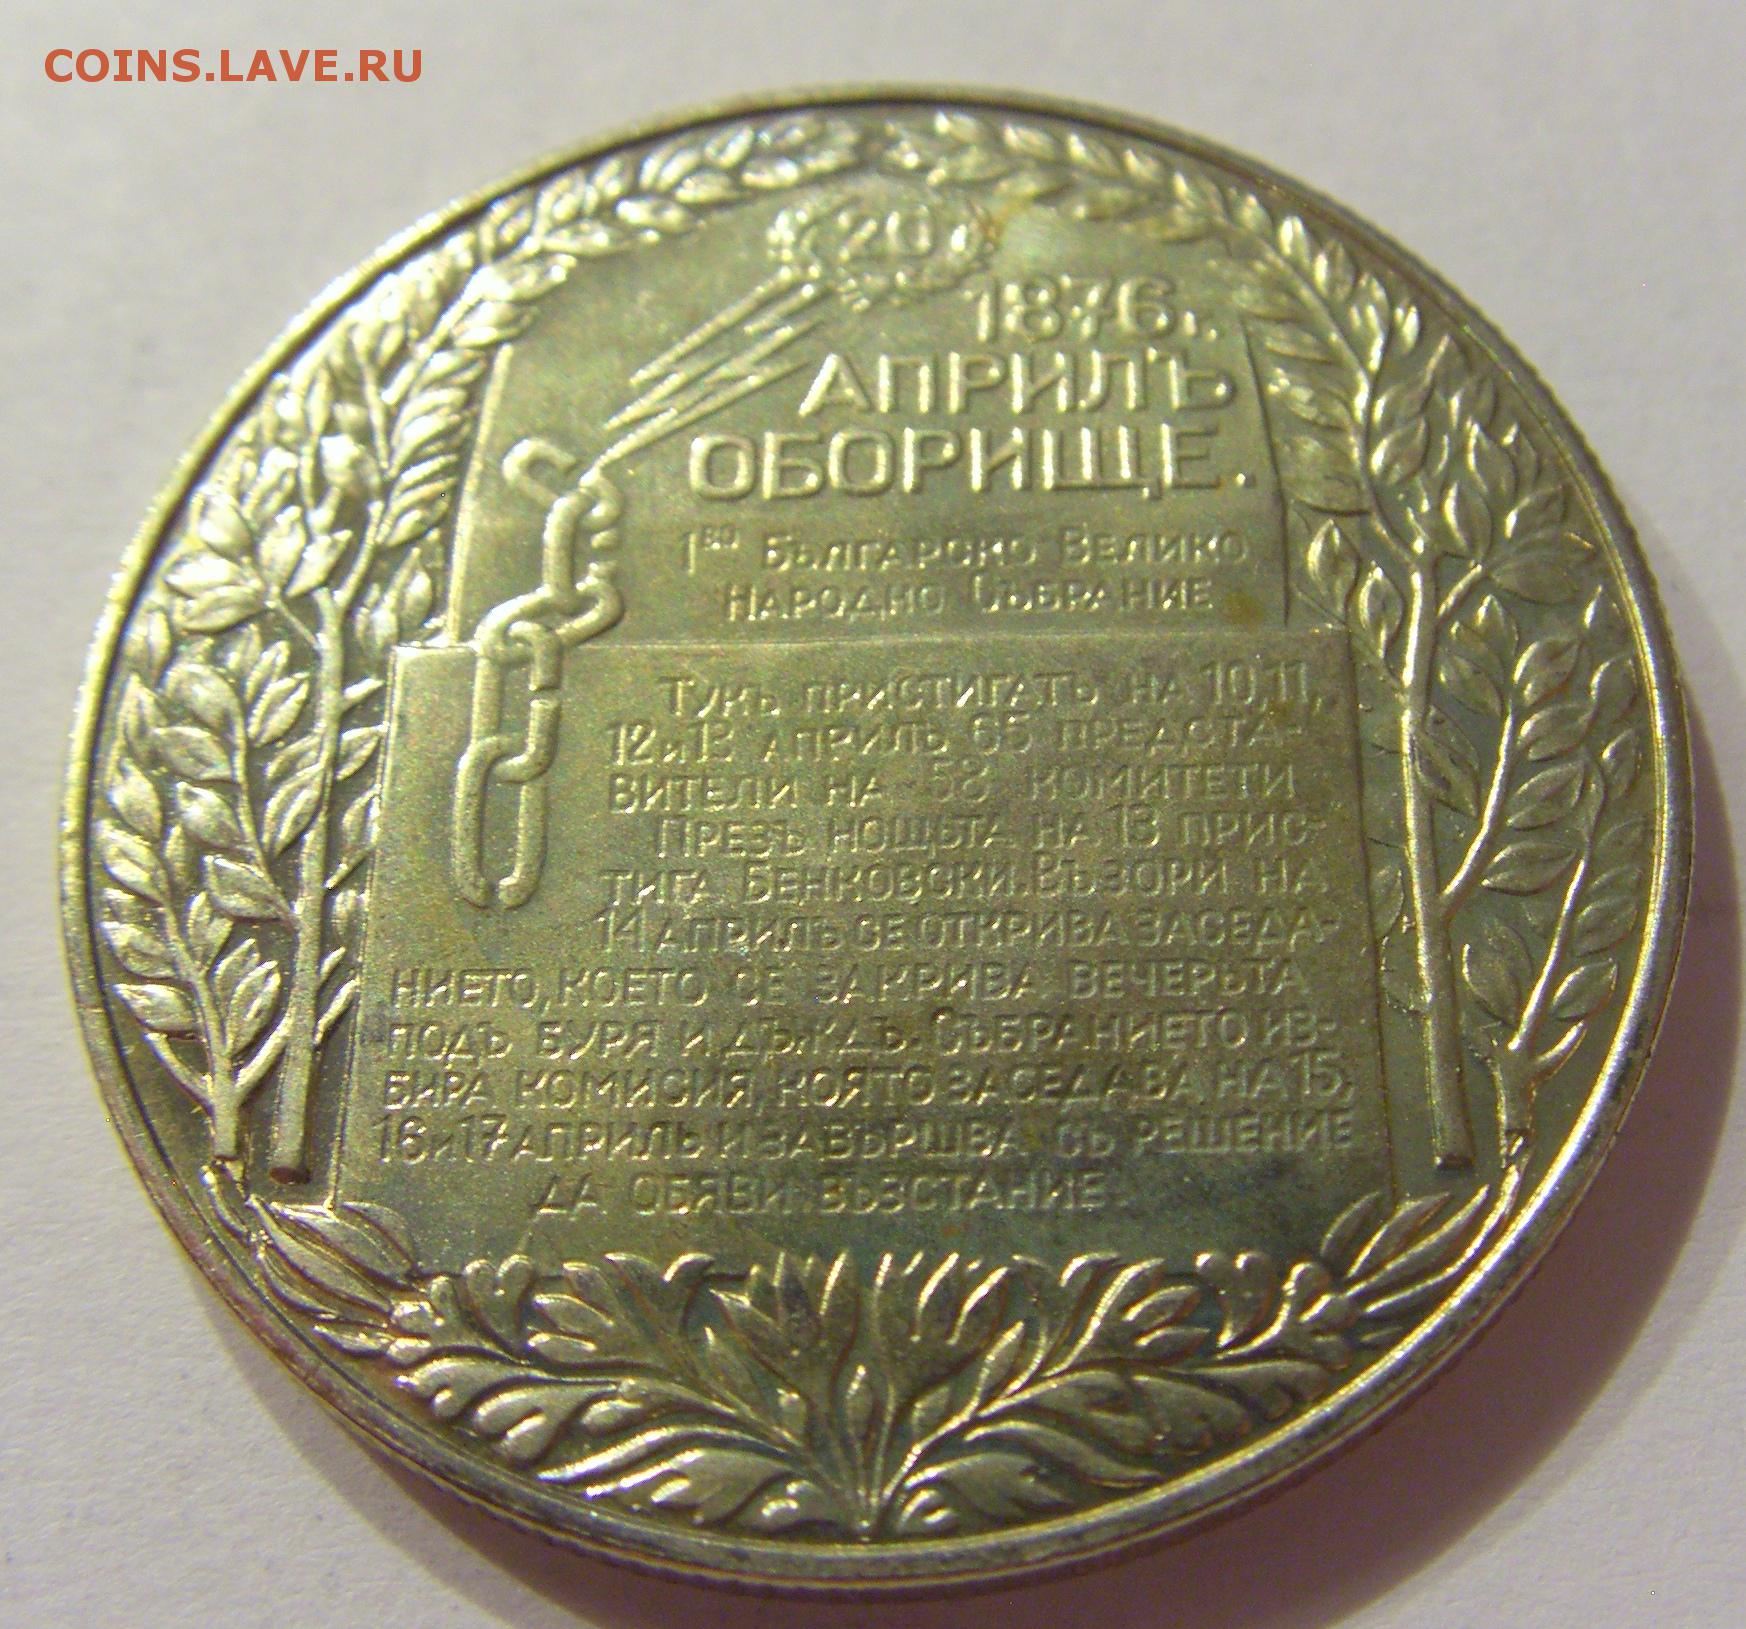 COINS.LAVE.RU
20
1876 г.
АПРИЛЪ
ОБОРИЩЕ.
1во БЪЛГАРСКО ВЕЛИКО
НАРОДНО СЪБРАНИЕ
ТУКЪ ПРИСТИГАТЪ НА 10, 11,
12 и 13 АПРИЛЪ 65 ПРЕДСТА-
ВИТЕЛИ НА 58 КОМИТЕТИ
ПРЕЗЪ НОЩЬТА НА 13 ПРИС-
ТИГА БЕНКОВСКИ. ВЪЗОРИ НА
14 АПРИЛЪ СЕ ОТКРИВА ЗАСЕДА-
НИЕТО, КОЕТО СЕ ЗАКРИВА ВЕЧЕРЬТА
ПОДЪ БУРЯ И ДЪЖДЪ. СЪБРАНИЕТО ИЗ-
БИРА КОМИСИЯ, КОЯТО ЗАСЕДАВА НА 15,
16 и 17 АПРИЛЪ И ЗАВЪРШВА СЪ РЕШЕНИЕ
ДА ОБЯВИ ВЪЗСТАНИЕ.